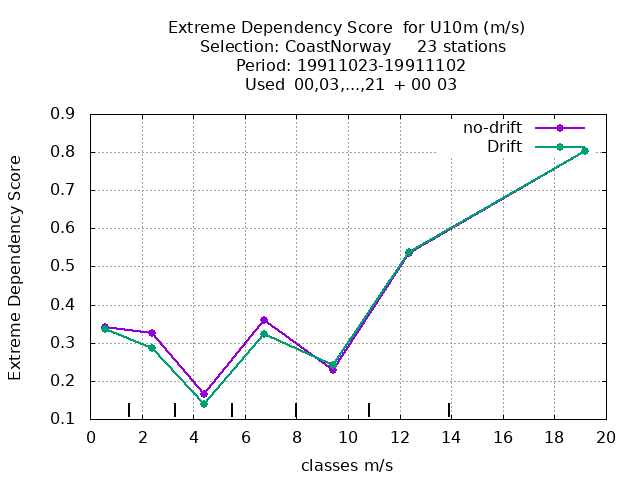 Extreme Dependency Score for U10m (m/s)
Selection: CoastNorway 23 stations
Period: 19911023-19911102
Used 00,03,...,21 + 00 03
no-drift
Drift
Extreme Dependency Score
0.9
0.8
0.7
0.6
0.5
0.4
0.3
0.2
0.1
0 2 4 6 8 10 12 14 16 18 20
classes m/s